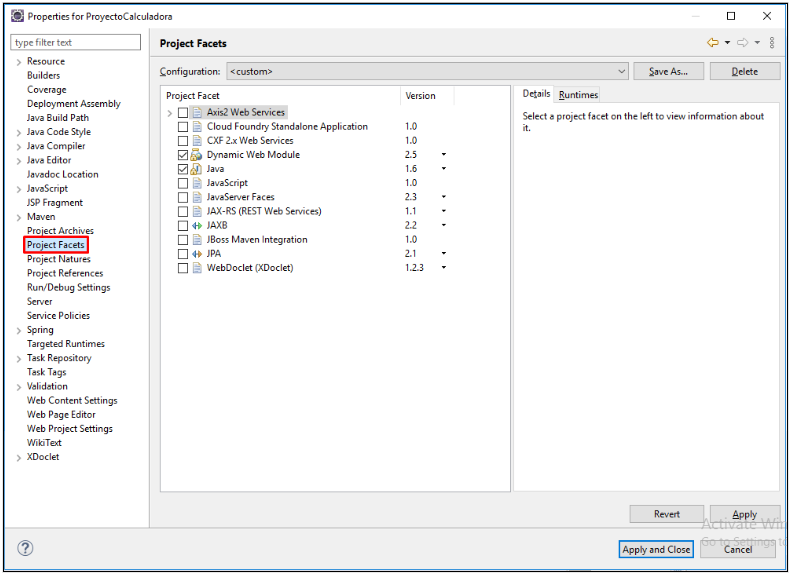 Properties for ProyectoCalculadora
type filter text
Resource
Builders
Coverage
Deployment Assembly
Java Build Path
Java Code Style
Java Compiler
Java Editor
Javadoc Location
JavaScript
JSP Fragment
Maven
Project Archives
Project Facets
Project Natures
Project References
Run/Debug Settings
Server
Service Policies
Spring
Targeted Runtimes
Task Repository
Task Tags
Validation
Web Content Settings
Web Page Editor
Web Project Settings
WikiText
XDoclet
Project Facets
Configuration: <custom> Save As... Delete
Project Facet Version
Axis2 Web Services
Cloud Foundry Standalone Application 1.0
CXF 2.x Web Services 1.0
Dynamic Web Module 2.5
Java 1.6
JavaScript 1.0
JavaServer Faces 2.3
JAX-RS (REST Web Services) 1.1
JAXB 2.2
JBoss Maven Integration 1.0
JPA 2.1
WebDoclet (XDoclet) 1.2.3
Details Runtimes
Select a project facet on the left to view information about
it.
Revert Apply
Activate Win
Go to Settings t
Apply and Close Cancel